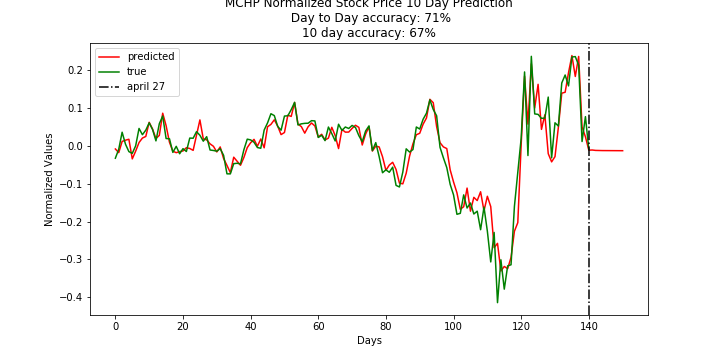 MCHP Normalized Stock Price 10 Day Prediction
Day to Day accuracy: 71%
10 day accuracy: 67%
predicted
true
april 27
Normalized Values
0.2
0.1
0.0
−0.1
−0.2
−0.3
−0.4
0 20 40 60 80 100 120 140
Days